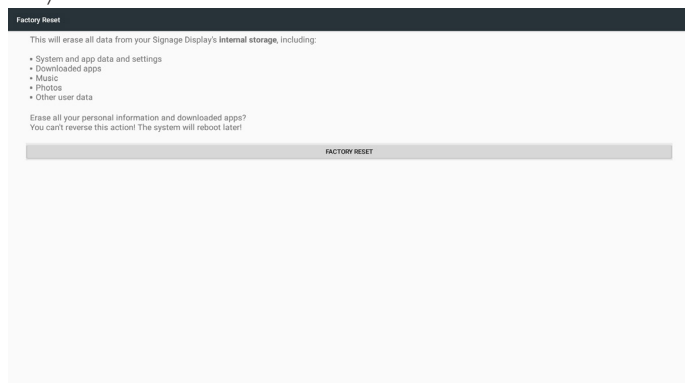 Factory Reset
This will erase all data from your Signage Display's internal storage, including:
• System and app data and settings
• Downloaded apps
• Music
• Photos
• Other user data
Erase all your personal information and downloaded apps?
You can't reverse this action! The system will reboot later!
FACTORY RESET